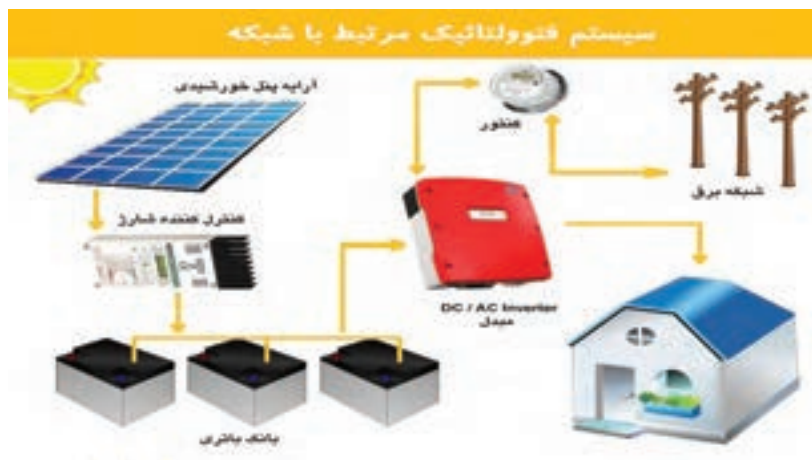 سیستم فتوولتائیک مرتبط با شبکه
آرایه پنل خورشیدی
کنتور
شبکه برق
کنترل کننده شارژ
DC / AC Inverter
مبدل
بانک باتری